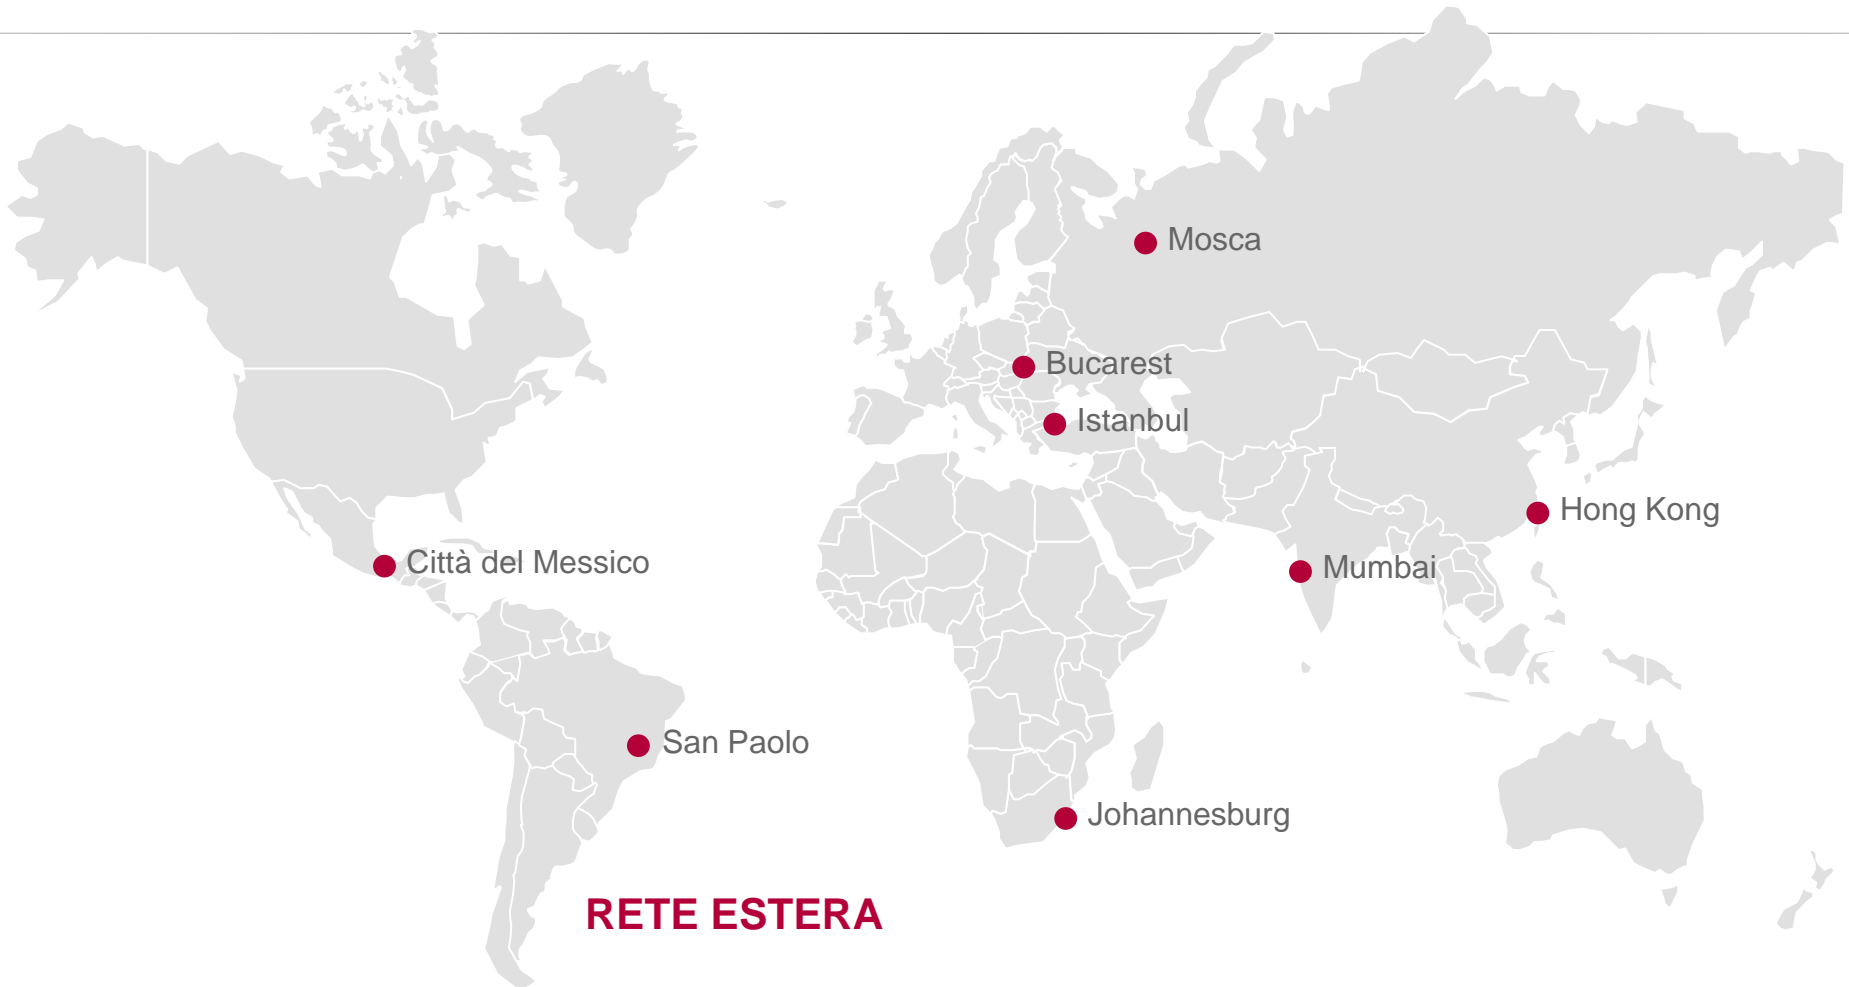 Mosca
Bucarest
Istanbul
Hong Kong
Città del Messico
Mumbai
San Paolo
Johannesburg
RETE ESTERA